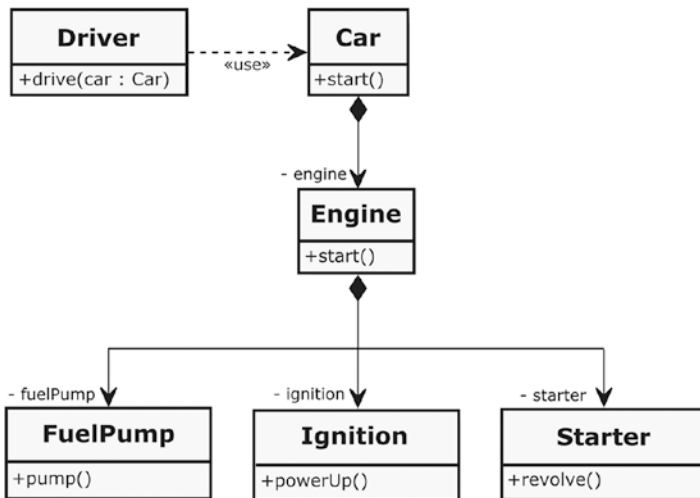 Driver
+drive(car : Car)
«use»
Car
+start()
- engine
Engine
+start()
- fuelPump
- ignition
- starter
FuelPump
+pump()
Ignition
+powerUp()
Starter
+revolve()